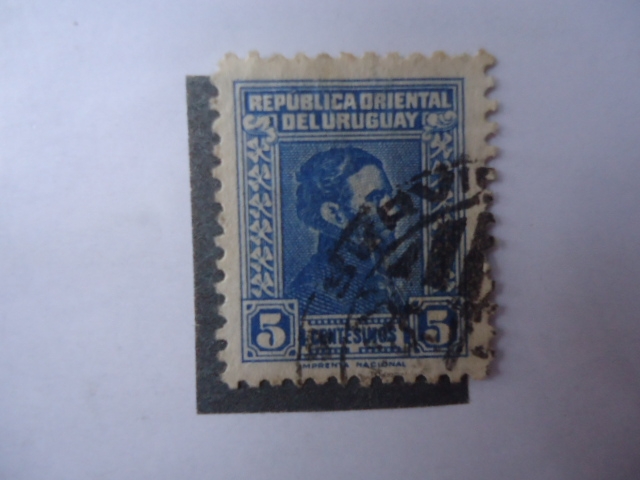 REPUBLICA ORIENTAL
DEL URUGUAY
5 CENTESIMOS 5
IMPRENTA NACIONAL